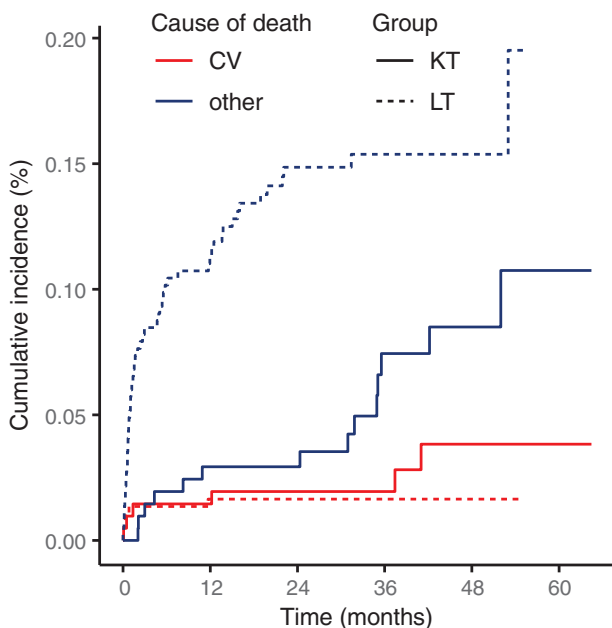 Cause of death
Group
CV
KT
other
LT
Cumulative incidence (%)
0.20
0.15
0.10
0.05
0.00
0
12
24
36
48
60
Time (months)